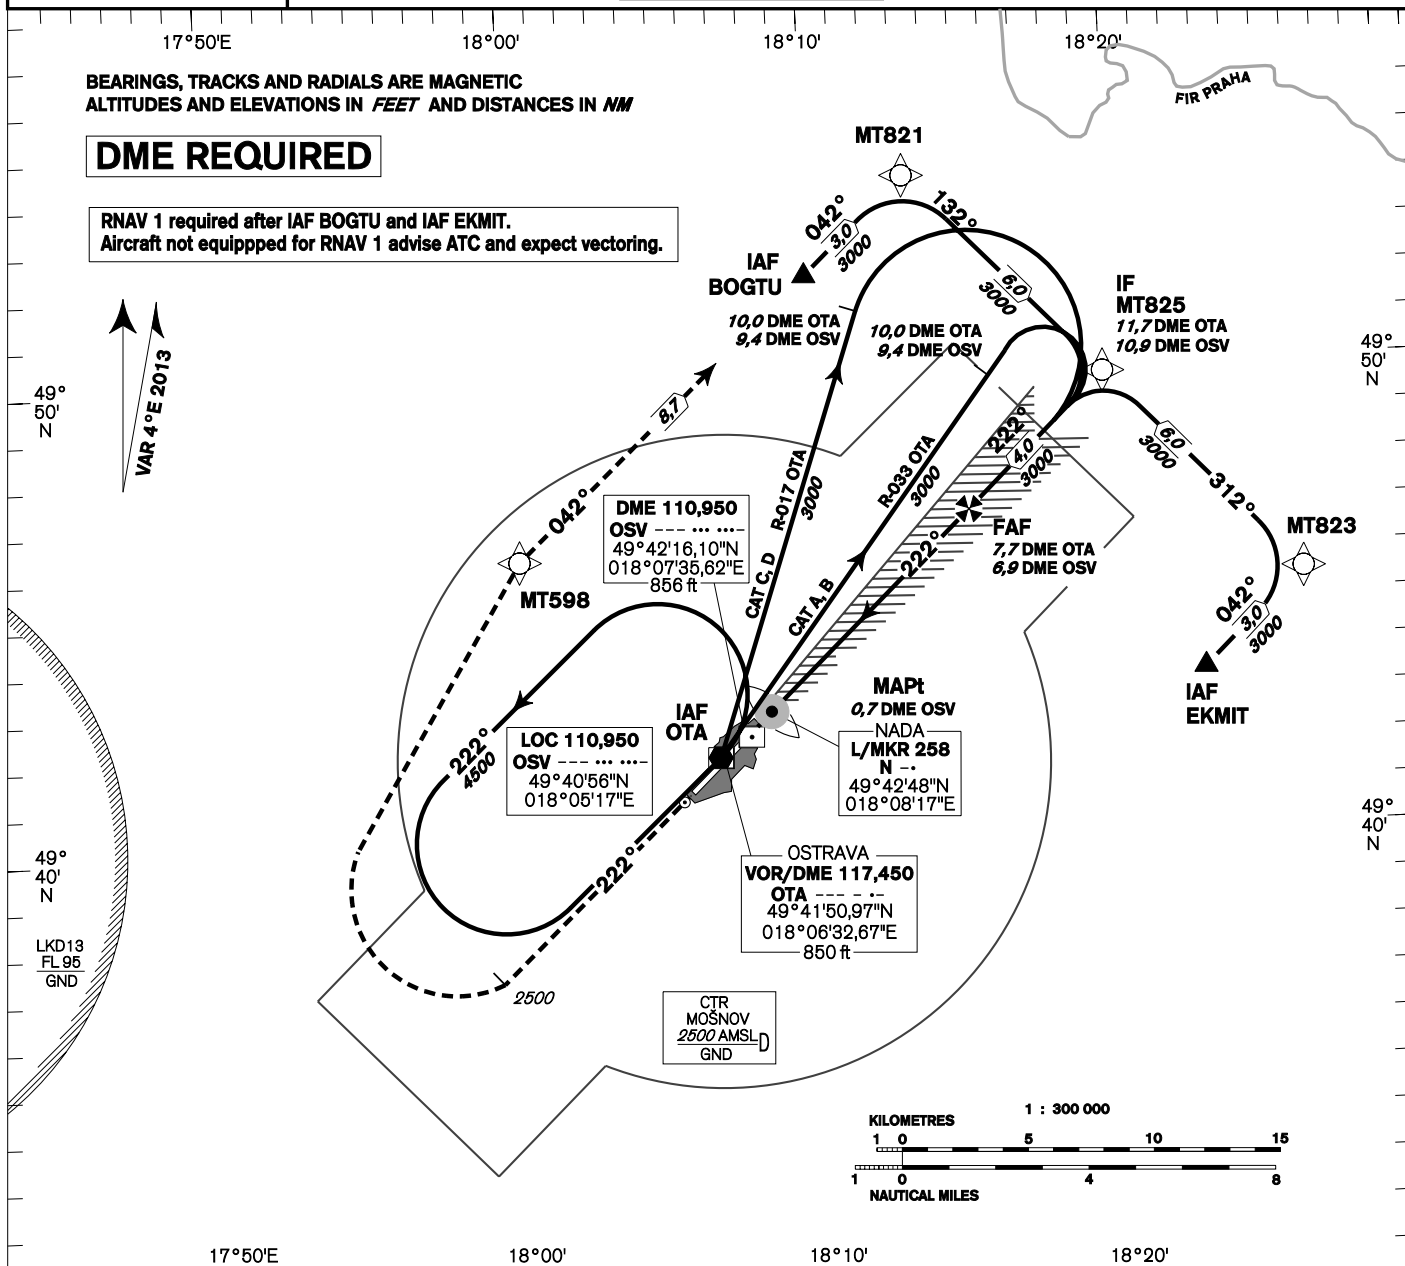 17°50'E
18°00'
18°10'
18°20'
BEARINGS, TRACKS AND RADIALS ARE MAGNETIC
ALTITUDES AND ELEVATIONS IN FEET AND DISTANCES IN NM
FIR PRAHA
DME REQUIRED
MT821
RNAV 1 required after IAF BOGTU and IAF EKMIT.
Aircraft not equippped for RNAV 1 advise ATC and expect vectoring.
042°
3,0
3000
132°
IAF
BOGTU
6,0
3000
IF
MT825
11,7 DME OTA
10,9 DME OSV
10,0 DME OTA
9,4 DME OSV
10,0 DME OTA
9,4 DME OSV
VAR 4°E 2013
49°
50'
N
49°
50'
N
8,7
042°
R-017 OTA
3000
CAT C, D
R-033 OTA
3000
CAT A, B
222°
4,0
3000
6,0
3000
312°
MT823
FAF
7,7 DME OTA
6,9 DME OSV
222°
042°
3,0
3000
IAF
EKMIT
DME 110,950
OSV --- ··· ···-
49°42'16,10"N
018°07'35,62"E
856 ft
MT598
MAPt
0,7 DME OSV
NADA
L/MKR 258
N -·
49°42'48"N
018°08'17"E
IAF
OTA
222°
4500
LOC 110,950
OSV --- ··· ···-
49°40'56"N
018°05'17"E
49°
40'
N
49°
40'
N
222°
OSTRAVA
VOR/DME 117,450
OTA --- - ·-
49°41'50,97"N
018°06'32,67"E
850 ft
LKD13
FL 95
GND
2500
CTR
MOŠNOV
2500 AMSL D
GND
1 : 300 000
KILOMETRES
1 0 5 10 15
1 0 4 8
NAUTICAL MILES
17°50'E
18°00'
18°10'
18°20'